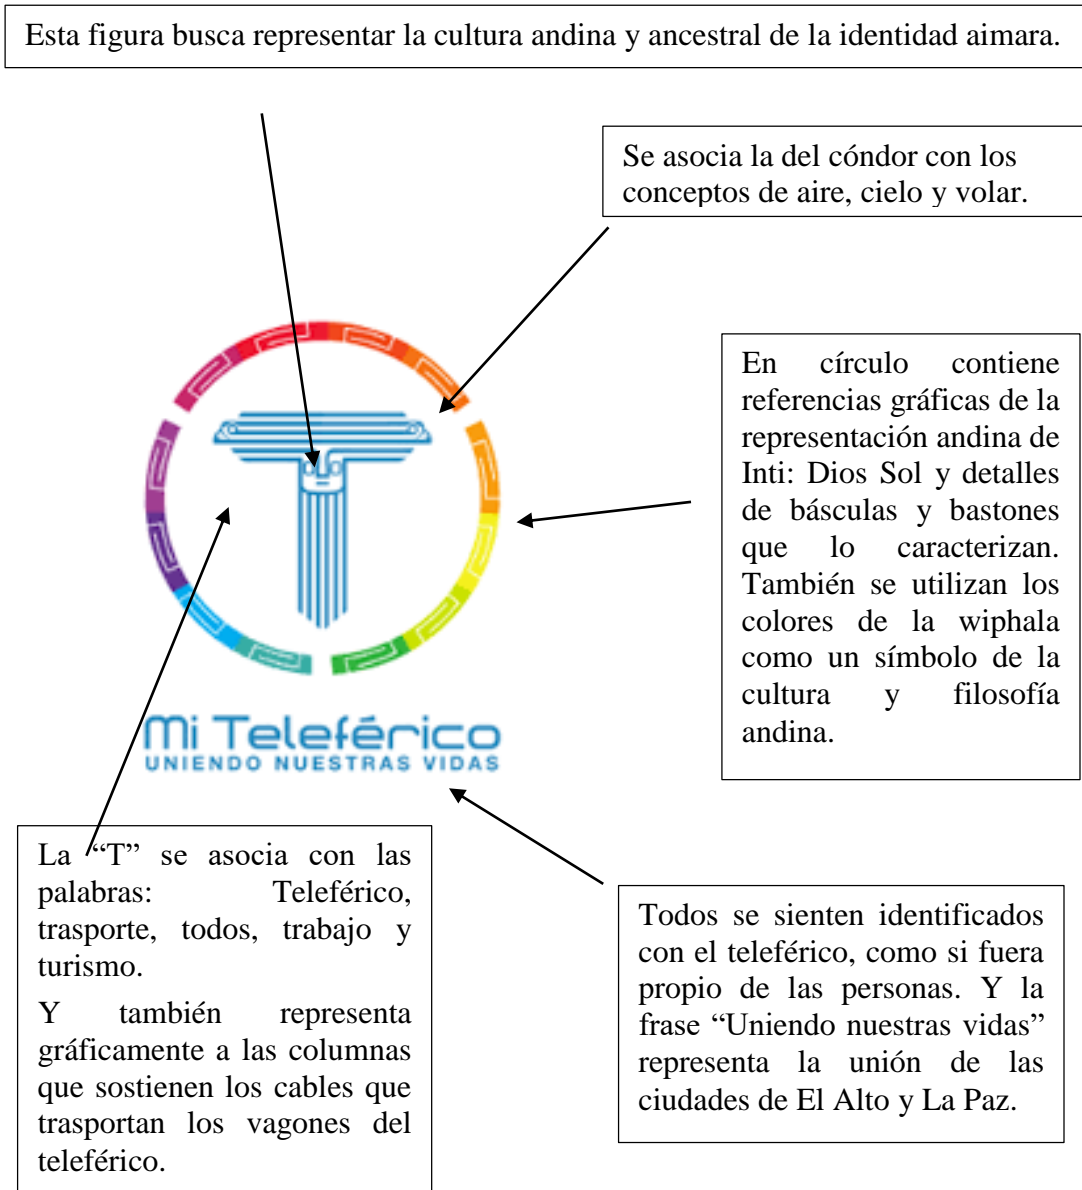 Esta figura busca representar la cultura andina y ancestral de la identidad aimara.
Se asocia la del cóndor con los
conceptos de aire, cielo y volar.
En círculo contiene
referencias gráficas de la
representación andina de
Inti: Dios Sol y detalles
de básculas y bastones
que lo caracterizan.
También se utilizan los
colores de la wiphala
como un símbolo de la
cultura y filosofía
andina.
Mi Teleférico
UNIENDO NUESTRAS VIDAS
La “T” se asocia con las
palabras: Teleférico,
trasporte, todos, trabajo y
turismo.
Y también representa
gráficamente a las columnas
que sostienen los cables que
trasportan los vagones del
teleférico.
Todos se sienten identificados
con el teleférico, como si fuera
propio de las personas. Y la
frase “Uniendo nuestras vidas”
representa la unión de las
ciudades de El Alto y La Paz.